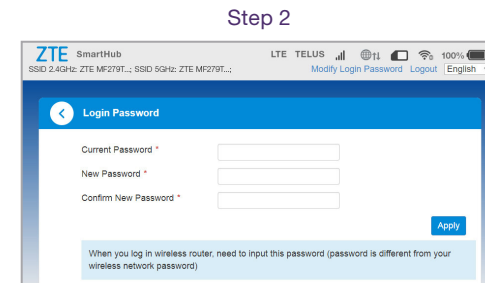 Step 2
ZTE SmartHub LTE TELUS 100%
SSID 2.4GHz: ZTE MF279T...; SSID 5GHz: ZTE MF279T...; Modify Login Password Logout English
Login Password
Current Password *
New Password *
Confirm New Password *
Apply
When you log in wireless router, need to input this password (password is different from your
wireless network password)